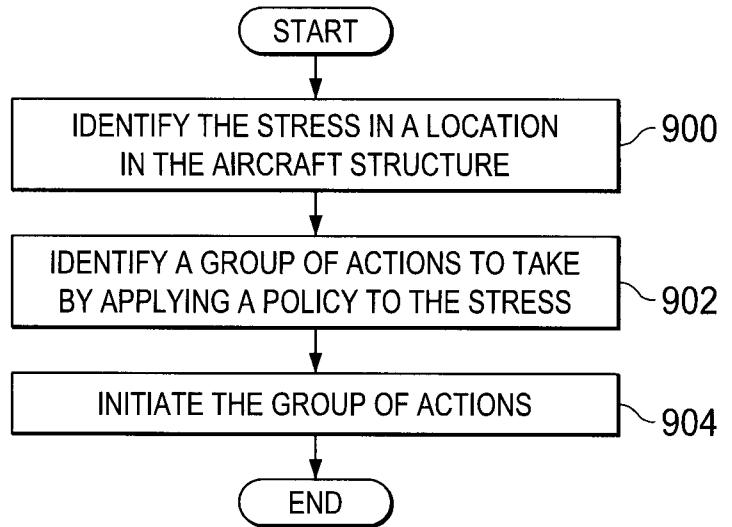 START
IDENTIFY THE STRESS IN A LOCATION
IN THE AIRCRAFT STRUCTURE
900
IDENTIFY A GROUP OF ACTIONS TO TAKE
BY APPLYING A POLICY TO THE STRESS
902
INITIATE THE GROUP OF ACTIONS
904
END